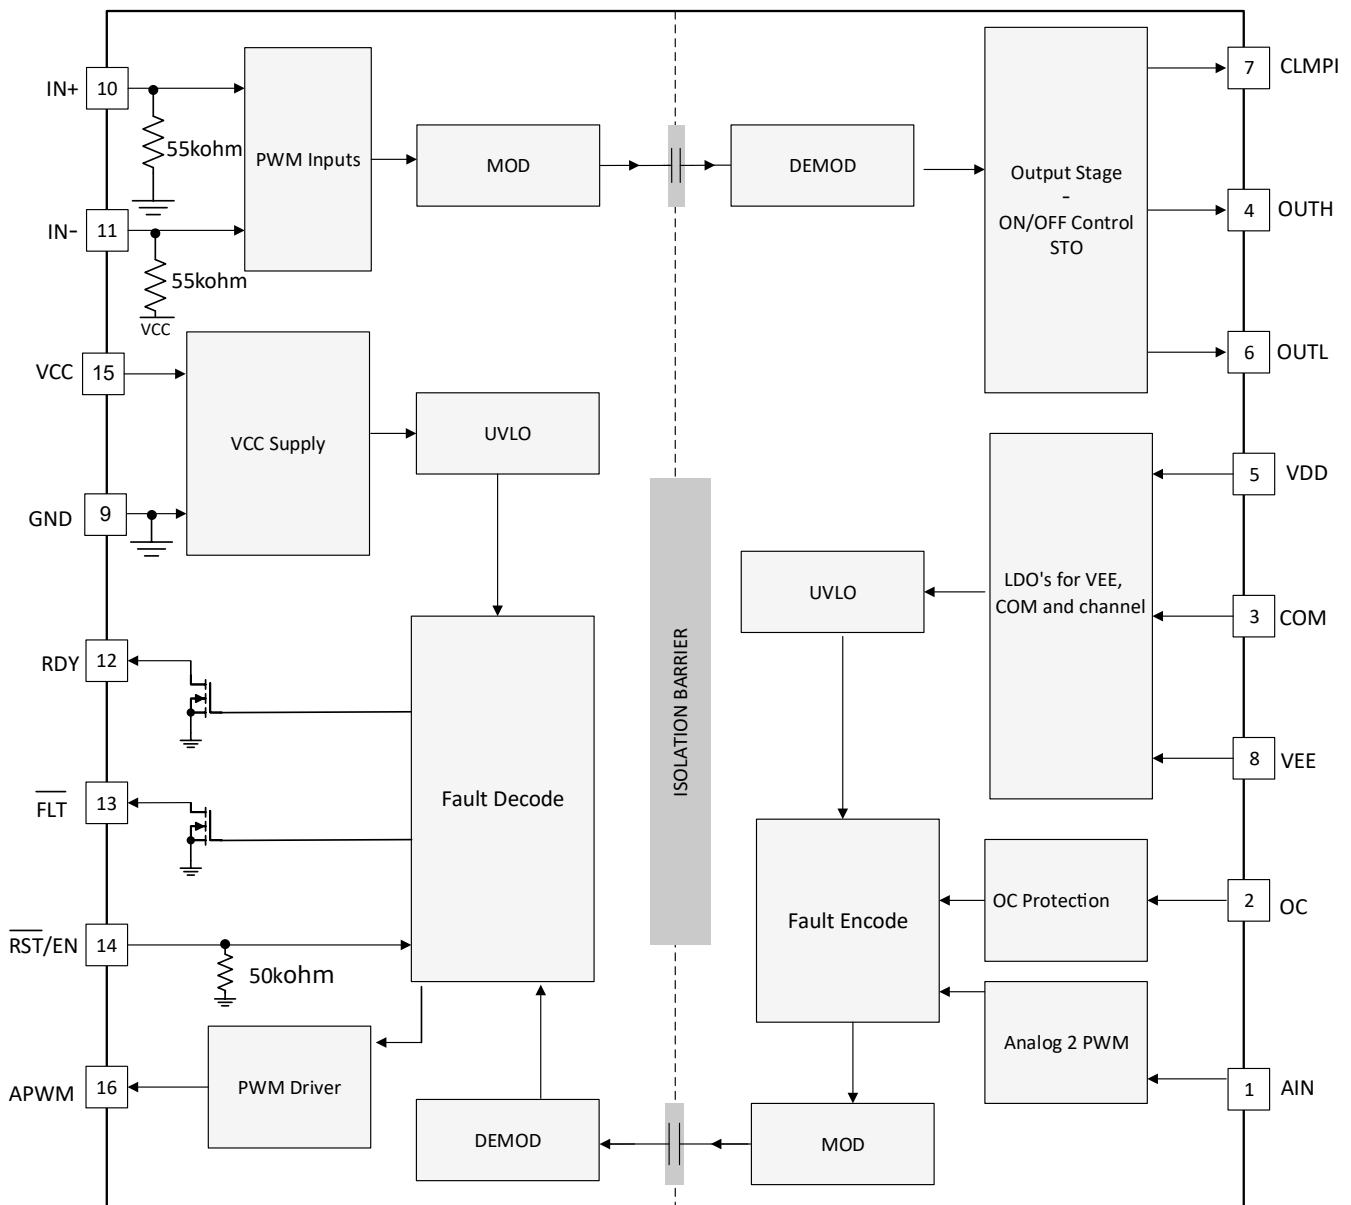 IN+
10
55kohm
IN-
11
55kohm
VCC
PWM Inputs
MOD
DEMOD
Output Stage
–
ON/OFF Control
STO
7
CLMPI
4
OUTH
6
OUTL
VCC
15
GND
9
VCC Supply
UVLO
ISOLATION BARRIER
UVLO
LDO's for VEE,
COM and channel
5
VDD
3
COM
8
VEE
RDY
12
FLT
13
RST/EN
14
50kohm
Fault Decode
Fault Encode
OC Protection
2
OC
Analog 2 PWM
1
AIN
APWM
16
PWM Driver
DEMOD
MOD